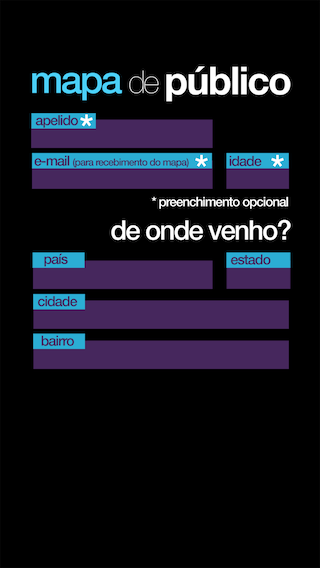 mapa de público
apelido *
e-mail (para recebimento do mapa) * idade *
* preenchimento opcional
de onde venho?
país estado
cidade
bairro